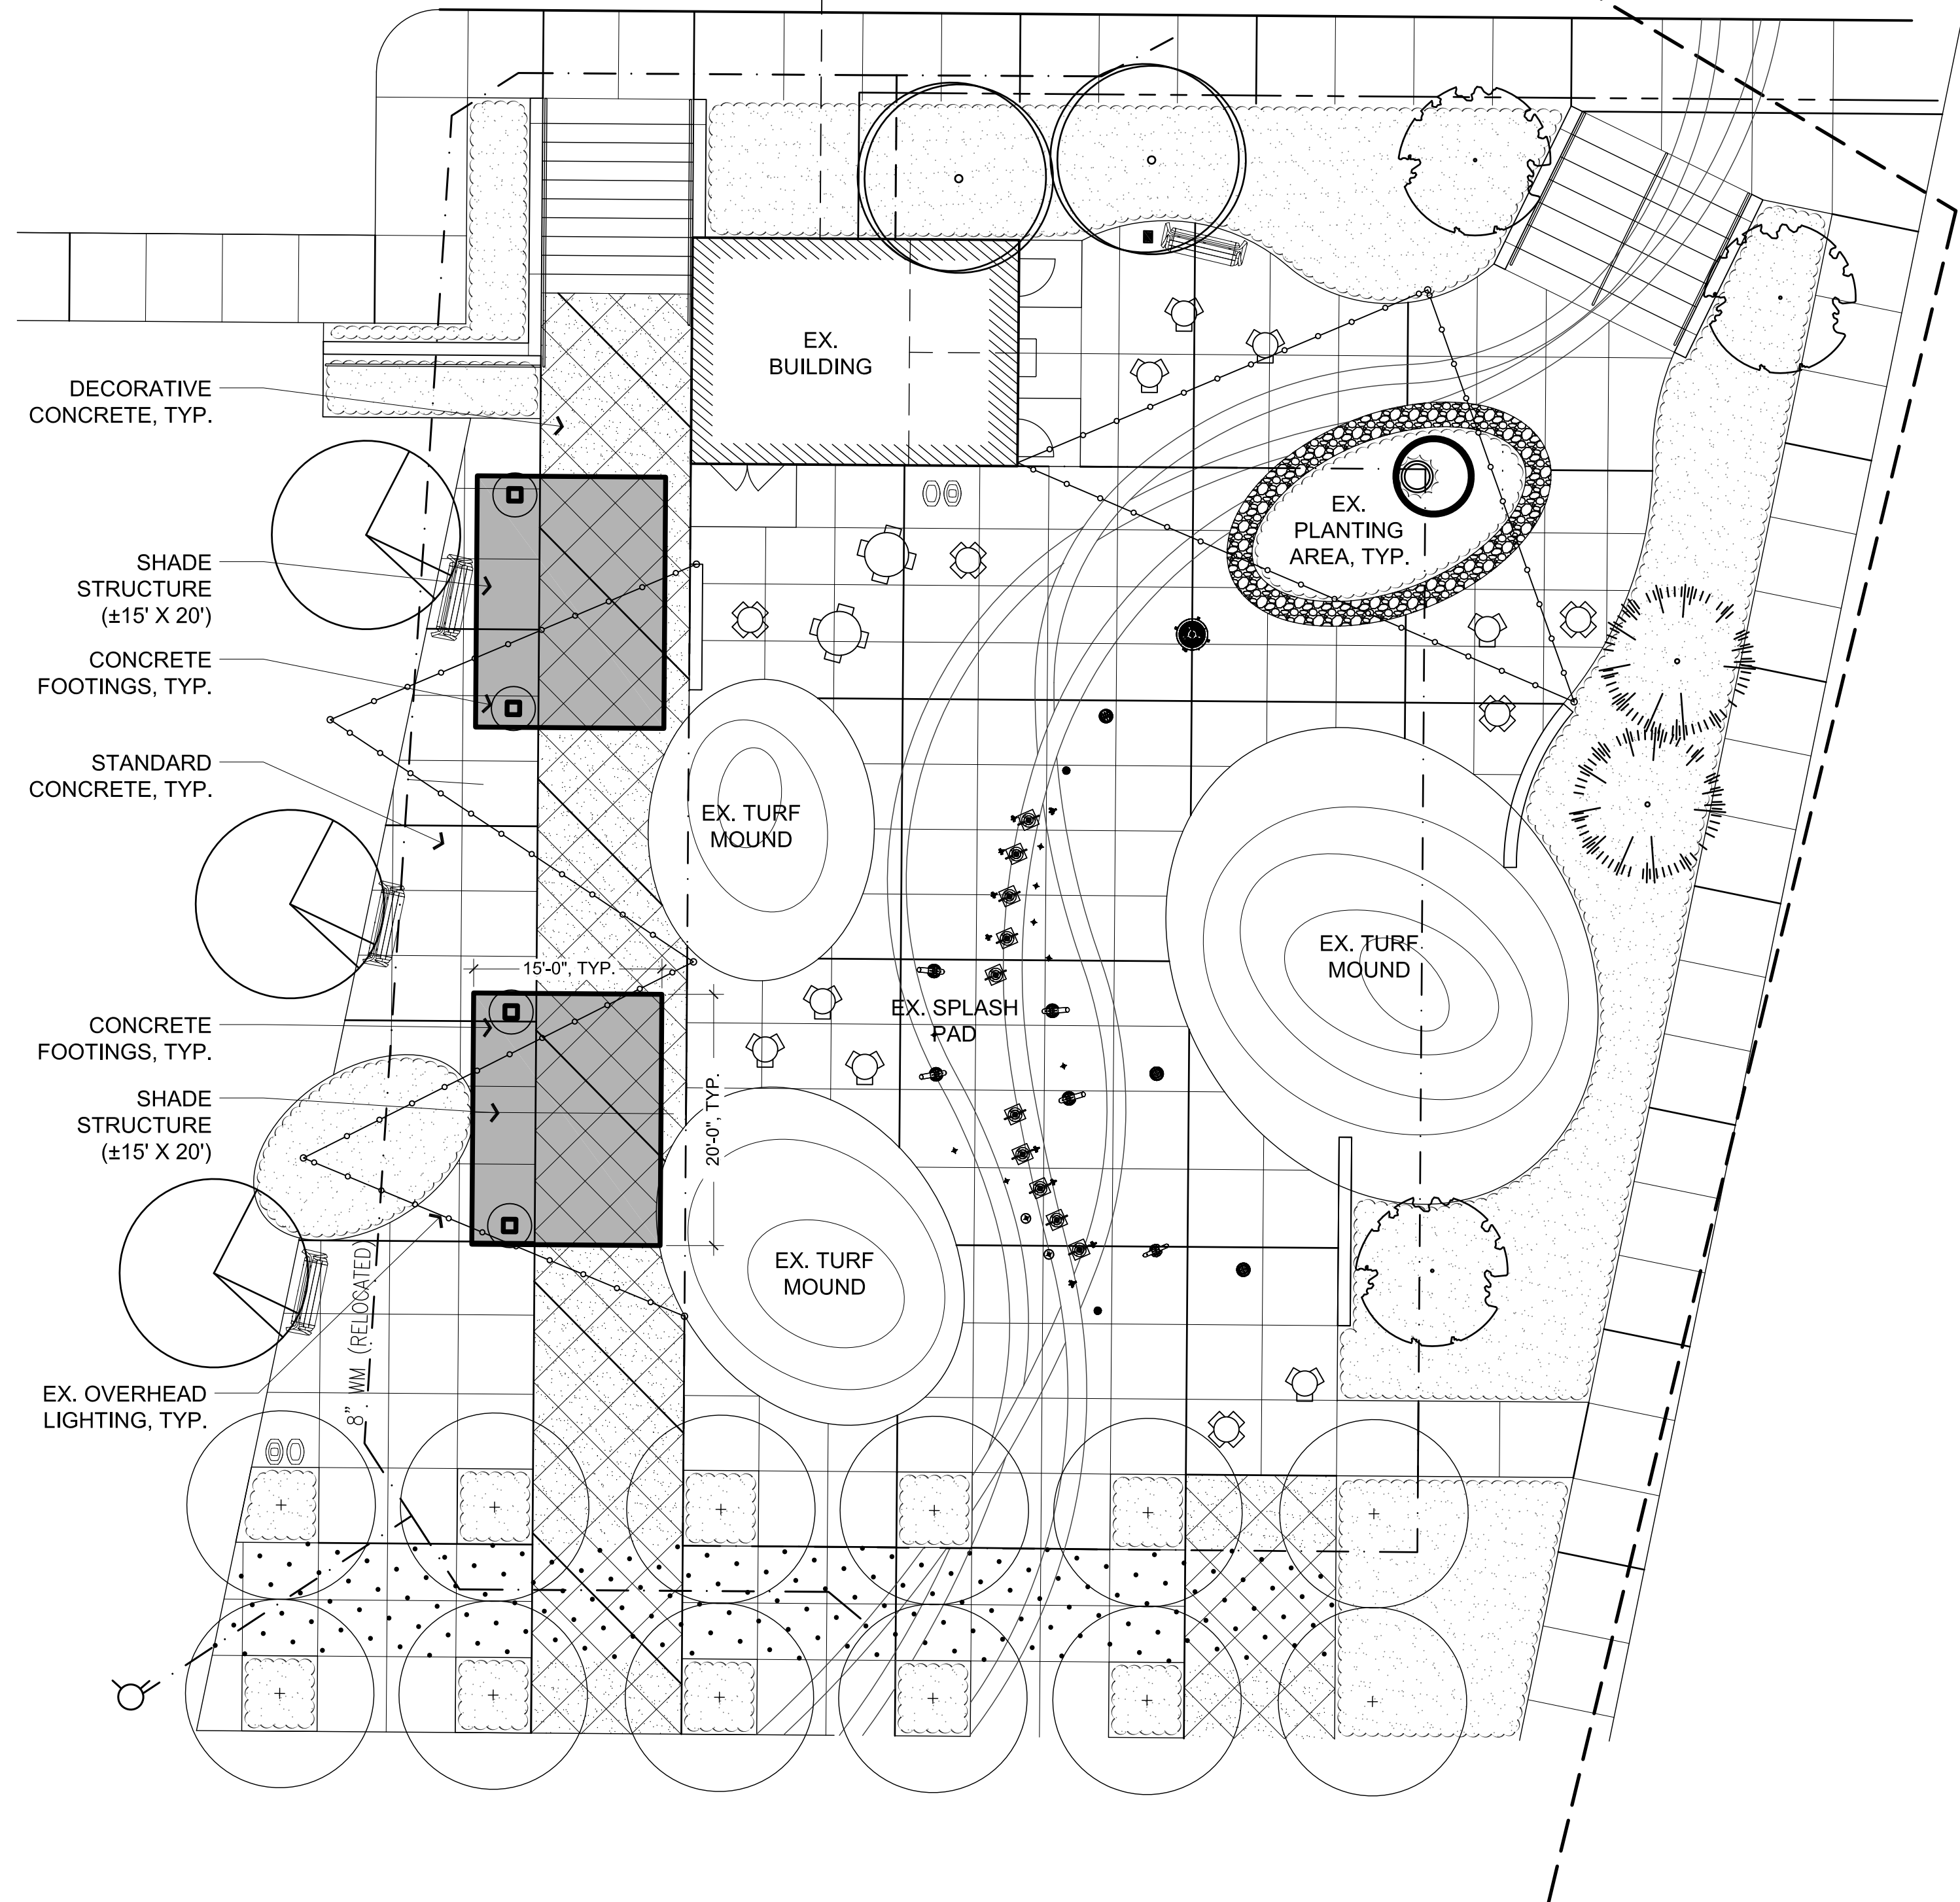 EX.
BUILDING
DECORATIVE
CONCRETE, TYP.
EX.
PLANTING
AREA, TYP.
SHADE
STRUCTURE
(±15' X 20')
CONCRETE
FOOTINGS, TYP.
STANDARD
CONCRETE, TYP.
EX. TURF
MOUND
EX. TURF
MOUND
15'-0", TYP.
EX. SPLASH
PAD
CONCRETE
FOOTINGS, TYP.
SHADE
STRUCTURE
(±15' X 20')
20'-0", TYP.
EX. TURF
MOUND
8" WM (RELOCATED)
EX. OVERHEAD
LIGHTING, TYP.